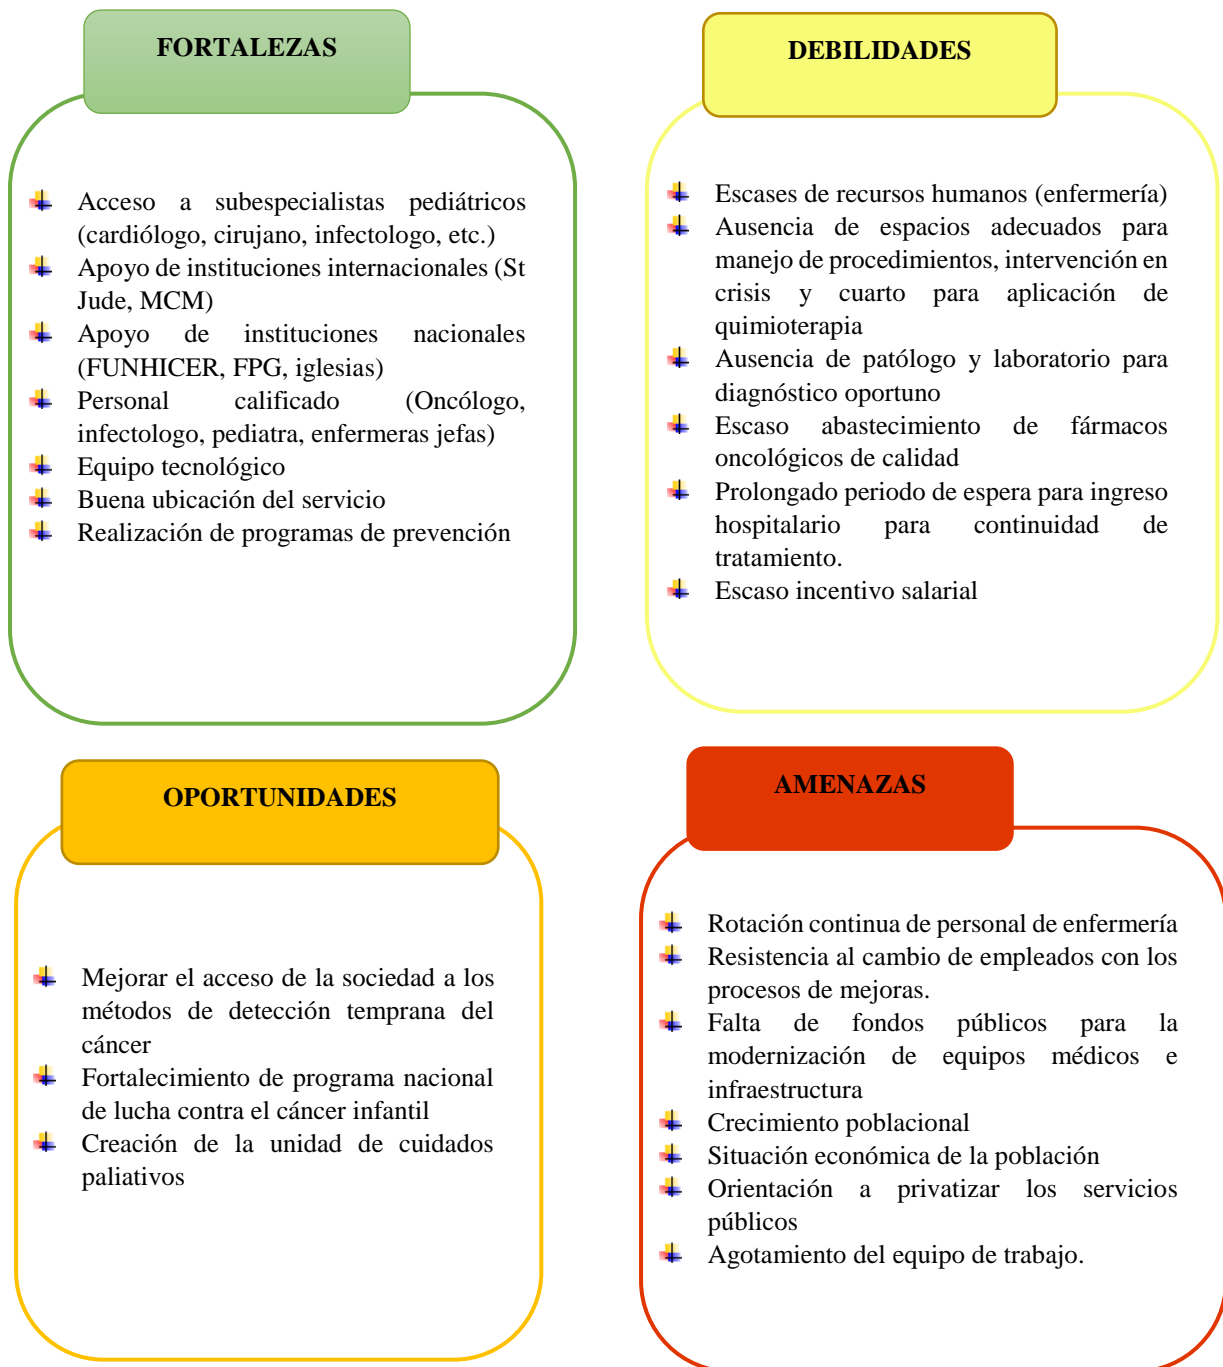 FORTALEZAS
Acceso a subespecialistas pediátricos
(cardiólogo, cirujano, infectologo, etc.)
Apoyo de instituciones internacionales (St
Jude, MCM)
Apoyo de instituciones nacionales
(FUNHICER, FPG, iglesias)
Personal calificado (Oncólogo,
infectologo, pediatra, enfermeras jefas)
Equipo tecnológico
Buena ubicación del servicio
Realización de programas de prevención
DEBILIDADES
Escases de recursos humanos (enfermería)
Ausencia de espacios adecuados para
manejo de procedimientos, intervención en
crisis y cuarto para aplicación de
quimioterapia
Ausencia de patólogo y laboratorio para
diagnóstico oportuno
Escaso abastecimiento de fármacos
oncológicos de calidad
Prolongado periodo de espera para ingreso
hospitalario para continuidad de
tratamiento.
Escaso incentivo salarial
OPORTUNIDADES
Mejorar el acceso de la sociedad a los
métodos de detección temprana del
cáncer
Fortalecimiento de programa nacional
de lucha contra el cáncer infantil
Creación de la unidad de cuidados
paliativos
AMENAZAS
Rotación continua de personal de enfermería
Resistencia al cambio de empleados con los
procesos de mejoras.
Falta de fondos públicos para la
modernización de equipos médicos e
infraestructura
Crecimiento poblacional
Situación económica de la población
Orientación a privatizar los servicios
públicos
Agotamiento del equipo de trabajo.